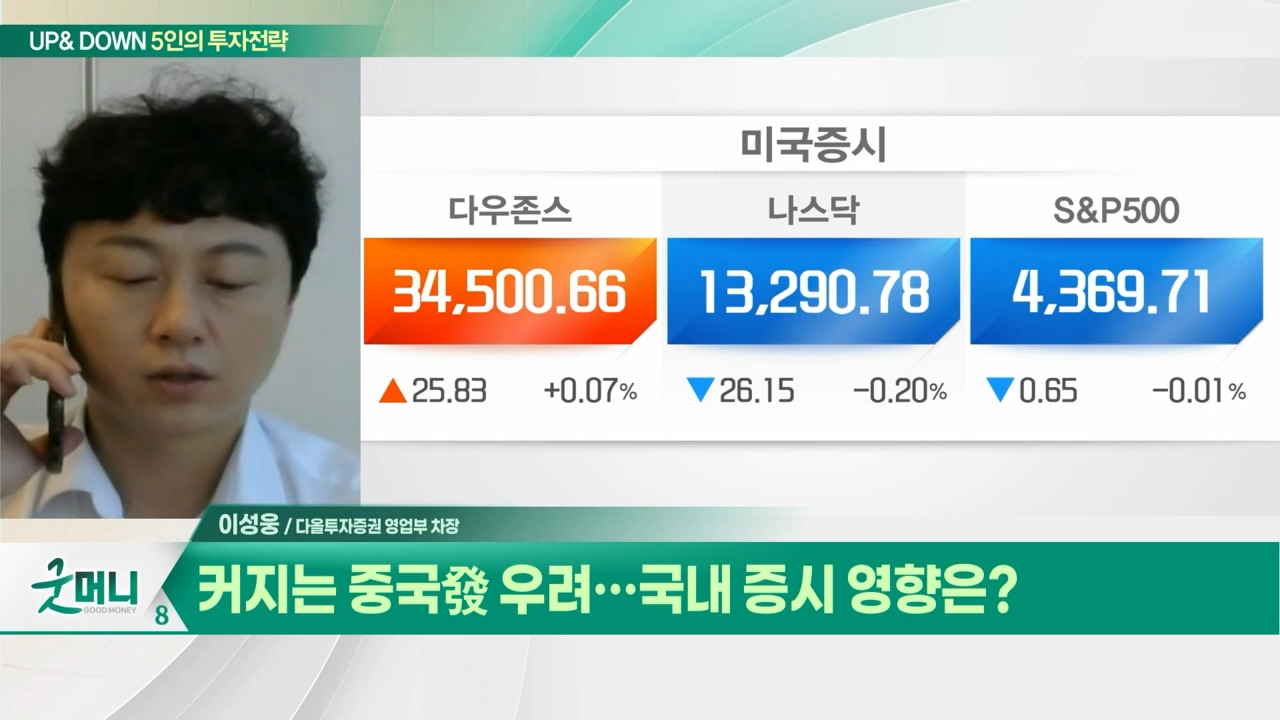 UP& DOWN 5인의 투자전략
미국증시
다우존스
나스닥
S&P500
34,500.66
13,290.78
4,369.71
▲25.83 +0.07%
▼26.15 -0.20%
▼0.65 -0.01%
이성웅 / 다올투자증권 영업부 차장
굿머니
GOOD MONEY
8
커지는 중국發 우려…국내 증시 영향은?